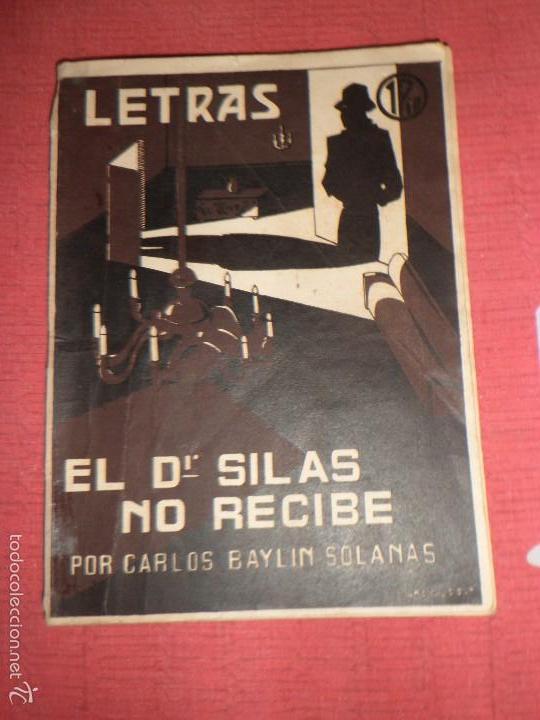 LETRAS
EL Dr. SILAS
NO RECIBE
POR CARLOS BAYLIN SOLANAS
todocoleccion.net